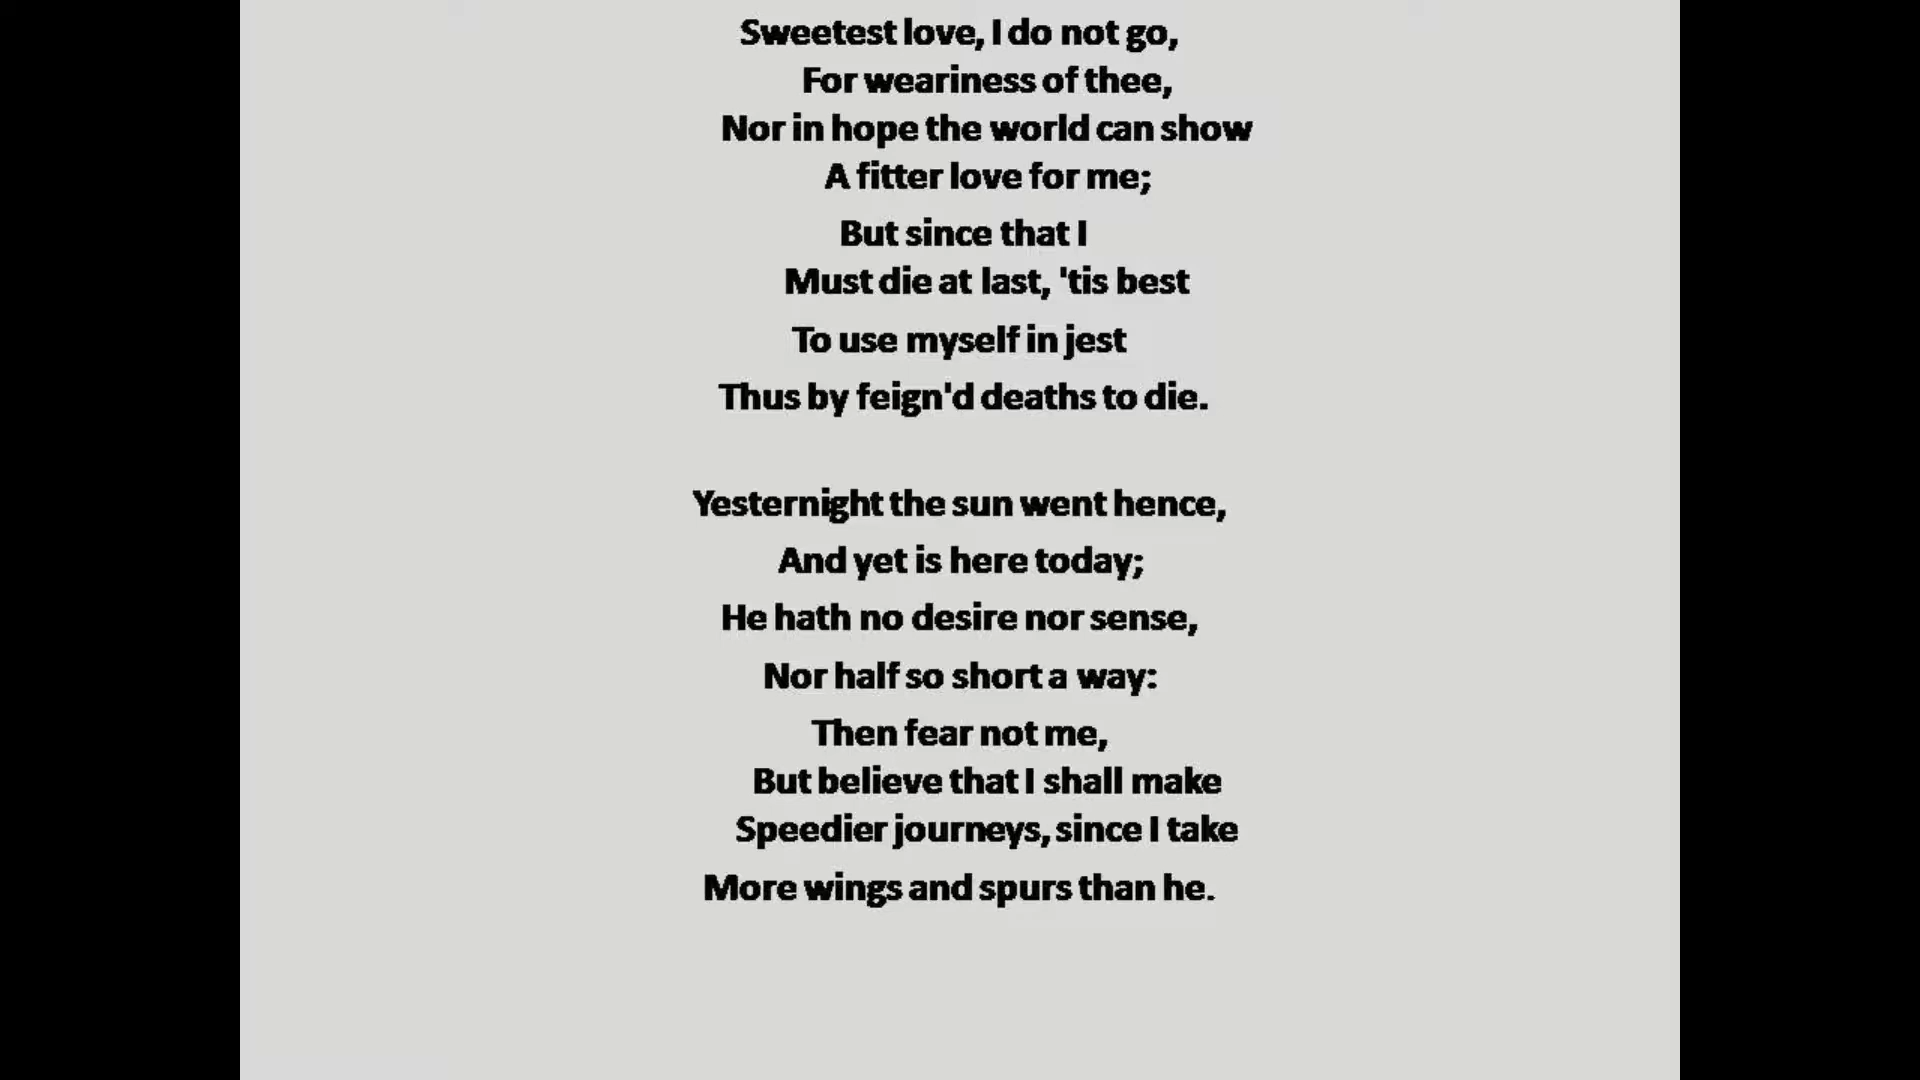 Sweetest love, I do not go,
For weariness of thee,
Nor in hope the world can show
A fitter love for me;
But since that I
Must die at last, 'tis best
To use myself in jest
Thus by feign'd deaths to die.
Yesternight the sun went hence,
And yet is here today;
He hath no desire nor sense,
Nor half so short a way:
Then fear not me,
But believe that I shall make
Speedier journeys, since I take
More wings and spurs than he.